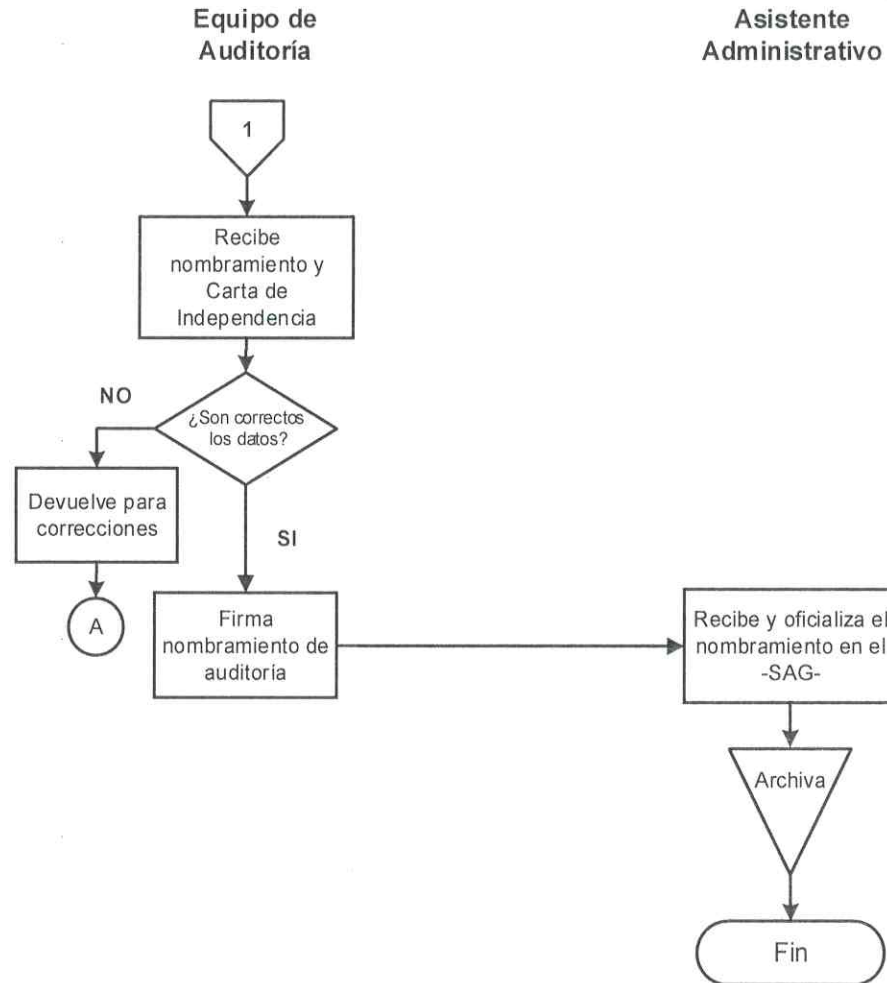 Equipo de
Auditoría
Asistente
Administrativo
1
Recibe
nombramiento y
Carta de
Independencia
NO
¿Son correctos
los datos?
Devuelve para
correcciones
SI
A
Firma
nombramiento de
auditoría
Recibe y oficializa el
nombramiento en el
-SAG-
Archiva
Fin